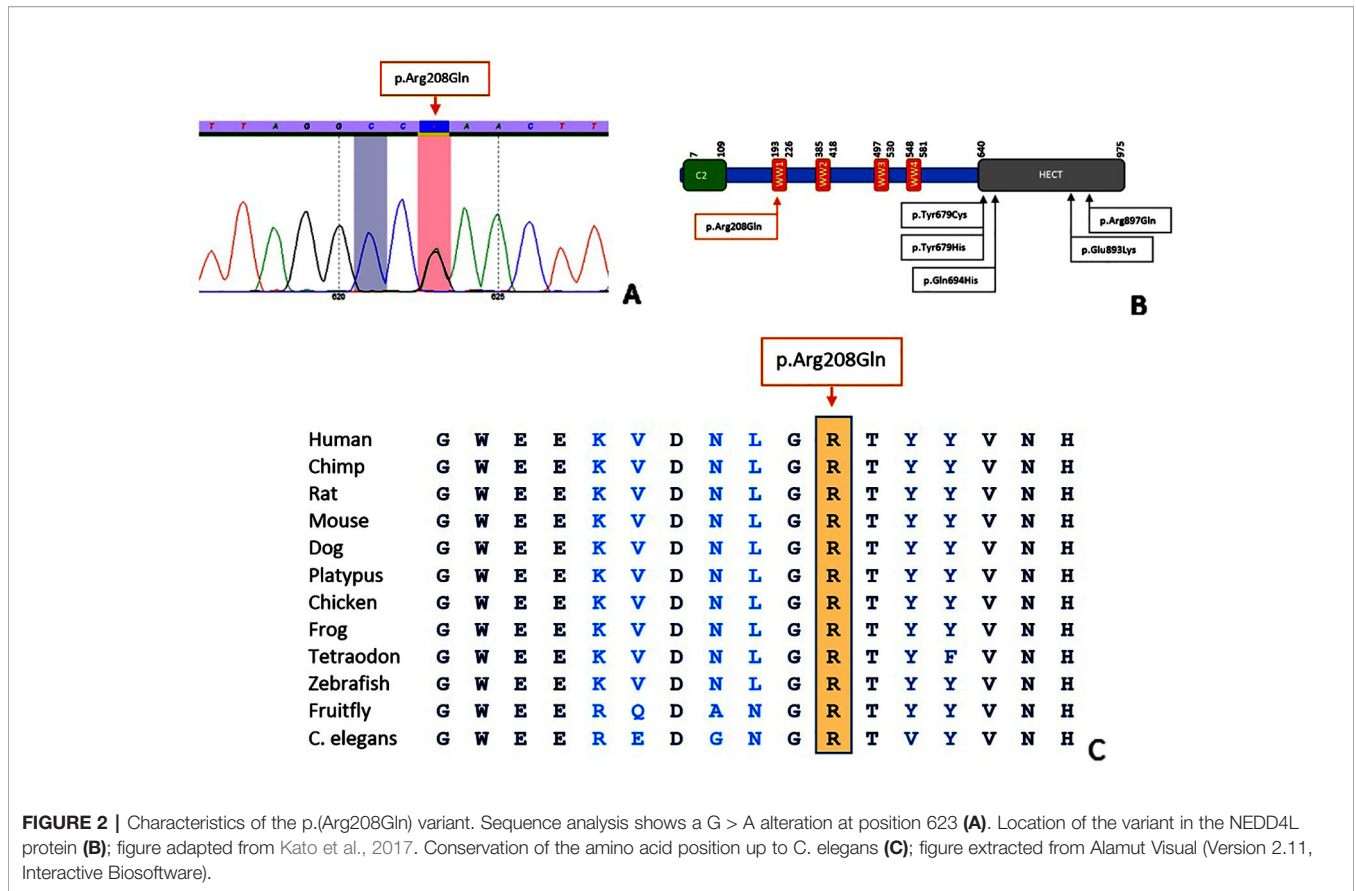 p.Arg208Gln
T T A G G C C A A C T T
620 625
A
7 109 193 226 385 418 497 530 548 581 640 975
C2 WW1 WW2 WW3 WW4 HECT
p.Arg208Gln
p.Tyr679Cys
p.Tyr679His
p.Gln694His
p.Arg897Gln
p.Glu893Lys
B
p.Arg208Gln
Human G W E E K V D N L G R T Y Y V N H
Chimp G W E E K V D N L G R T Y Y V N H
Rat G W E E K V D N L G R T Y Y V N H
Mouse G W E E K V D N L G R T Y Y V N H
Dog G W E E K V D N L G R T Y Y V N H
Platypus G W E E K V D N L G R T Y Y V N H
Chicken G W E E K V D N L G R T Y Y V N H
Frog G W E E K V D N L G R T Y Y V N H
Tetraodon G W E E K V D N L G R T Y F V N H
Zebrafish G W E E K V D N L G R T Y Y V N H
Fruitfly G W E E R Q D A N G R T Y Y V N H
C. elegans G W E E R E D G N G R T V Y V N H
C
FIGURE 2 | Characteristics of the p.(Arg208Gln) variant. Sequence analysis shows a G > A alteration at position 623 (A). Location of the variant in the NEDD4L
protein (B); figure adapted from Kato et al., 2017. Conservation of the amino acid position up to C. elegans (C); figure extracted from Alamut Visual (Version 2.11,
Interactive Biosoftware).